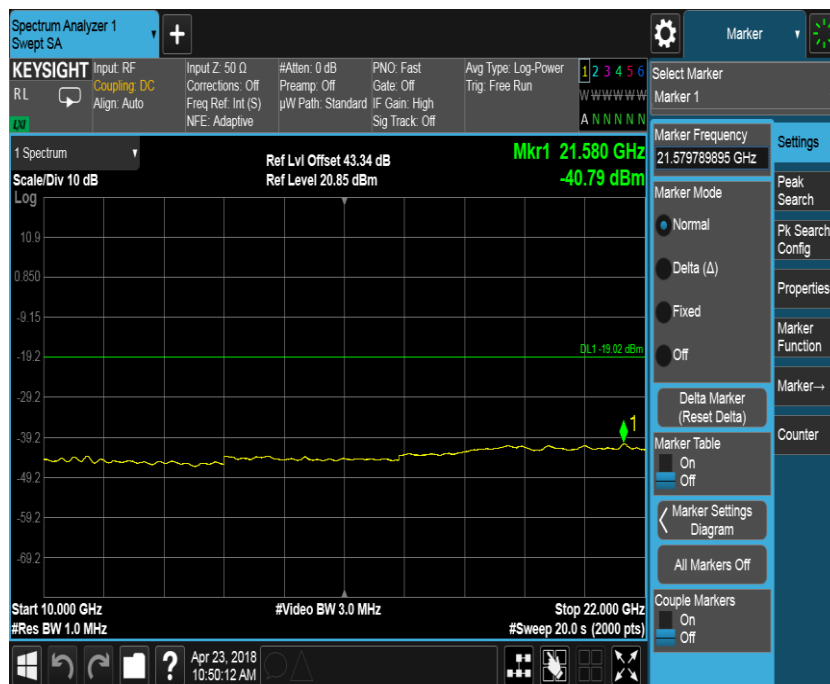 Spectrum Analyzer 1
Swept SA
+
Marker
KEYSIGHT
RL
LXI
Input: RF
Coupling: DC
Align: Auto
Input Z: 50 Ω
Corrections: Off
Freq Ref: Int (S)
NFE: Adaptive
#Atten: 0 dB
Preamp: Off
µW Path: Standard
PNO: Fast
Gate: Off
IF Gain: High
Sig Track: Off
Avg Type: Log-Power
Trig: Free Run
1 2 3 4 5 6
W W W W W W
A N N N N N
Select Marker
Marker 1
1 Spectrum
Scale/Div 10 dB
Log
Ref Lvl Offset 43.34 dB
Ref Level 20.85 dBm
Mkr1 21.580 GHz
-40.79 dBm
10.9
0.850
-9.15
-19.2
-29.2
-39.2
-49.2
-59.2
-69.2
DL1 -19.02 dBm
1
Start 10.000 GHz
#Res BW 1.0 MHz
#Video BW 3.0 MHz
Stop 22.000 GHz
#Sweep 20.0 s (2000 pts)
Marker Frequency
21.579789895 GHz
Marker Mode
Normal
Delta (Δ)
Fixed
Off
Delta Marker
(Reset Delta)
Marker Table
On
Off
Marker Settings
Diagram
All Markers Off
Couple Markers
On
Off
Settings
Peak
Search
Pk Search
Config
Properties
Marker
Function
Marker→
Counter
?
Apr 23, 2018
10:50:12 AM